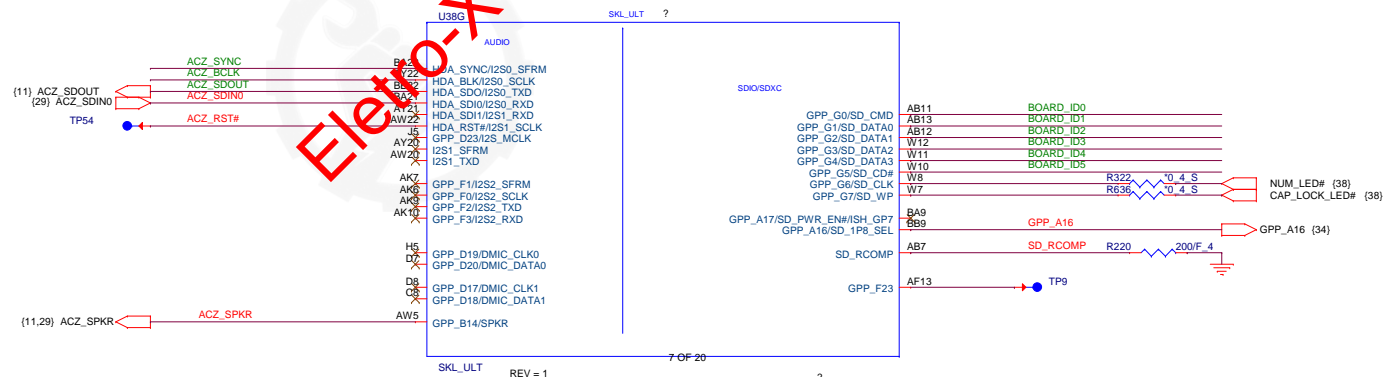 U38G
SKL_ULT
?
AUDIO
SDIO/SDXC
ACZ_SYNC
HDA_SYNC/I2S0_SFRM
ACZ_BCLK
HDA_BLK/I2S0_SCLK
{11} ACZ_SDOUT
ACZ_SDOUT
HDA_SDO/I2S0_TXD
{29} ACZ_SDIN0
ACZ_SDIN0
HDA_SDI0/I2S0_RXD
AY21
HDA_SDI1/I2S1_RXD
TP54
ACZ_RST#
AW22
HDA_RST#/I2S1_SCLK
J5
GPP_D23/I2S_MCLK
AY20
I2S1_SFRM
AW20
I2S1_TXD
AK7
GPP_F1/I2S2_SFRM
AK6
GPP_F0/I2S2_SCLK
AK9
GPP_F2/I2S2_TXD
AK10
GPP_F3/I2S2_RXD
H5
GPP_D19/DMIC_CLK0
D7
GPP_D20/DMIC_DATA0
D8
GPP_D17/DMIC_CLK1
C8
GPP_D18/DMIC_DATA1
{11,29} ACZ_SPKR
ACZ_SPKR
AW5
GPP_B14/SPKR
GPP_G0/SD_CMD
AB11
BOARD_ID0
GPP_G1/SD_DATA0
AB13
BOARD_ID1
GPP_G2/SD_DATA1
AB12
BOARD_ID2
GPP_G3/SD_DATA2
W12
BOARD_ID3
GPP_G4/SD_DATA3
W11
BOARD_ID4
GPP_G5/SD_CD#
W10
BOARD_ID5
GPP_G6/SD_CLK
W8
R322
*0_4_S
NUM_LED# {38}
GPP_G7/SD_WP
W7
R636
*0_4_S
CAP_LOCK_LED# {38}
GPP_A17/SD_PWR_EN#/ISH_GP7
BA9
GPP_A16/SD_1P8_SEL
BB9
GPP_A16
GPP_A16 {34}
SD_RCOMP
AB7
SD_RCOMP
R220
200/F_4
GPP_F23
AF13
TP9
7 OF 20
SKL_ULT
REV = 1
?
Eletro-X